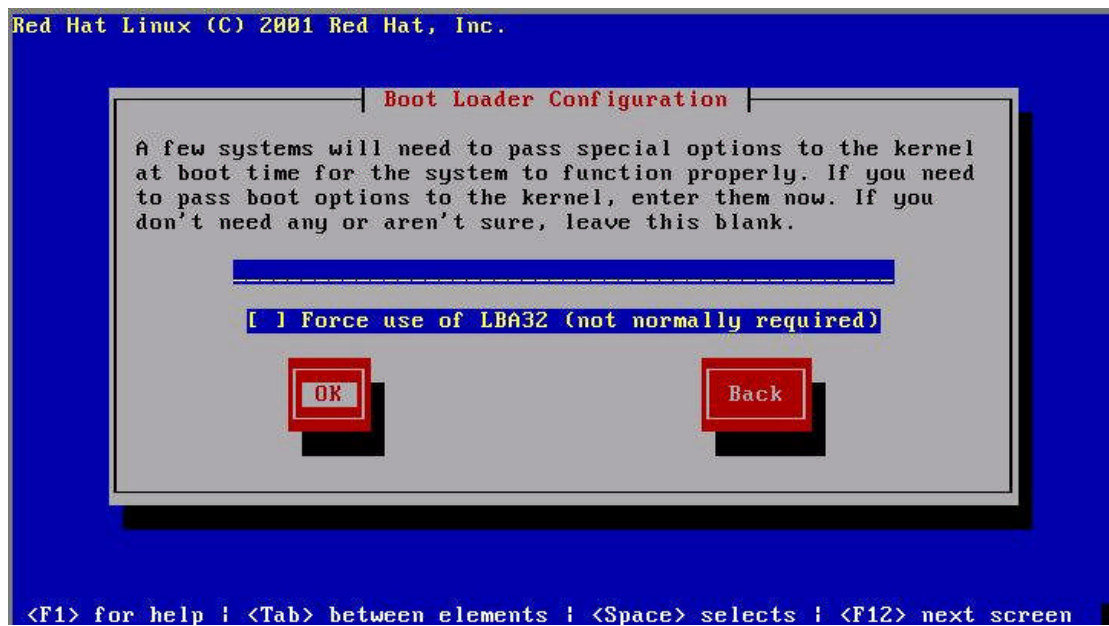 Red Hat Linux (C) 2001 Red Hat, Inc.
Boot Loader Configuration
A few systems will need to pass special options to the kernel
at boot time for the system to function properly. If you need
to pass boot options to the kernel, enter them now. If you
don't need any or aren't sure, leave this blank.
[ ] Force use of LBA32 (not normally required)
OK Back
<F1> for help | <Tab> between elements | <Space> selects | <F12> next screen